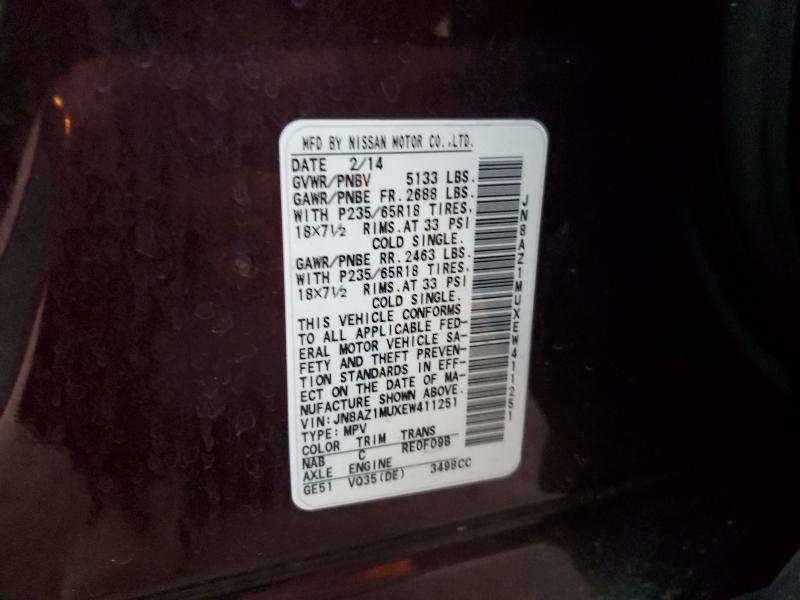 MFD BY NISSAN MOTOR CO.,LTD.
DATE 2/14
GVWR/PNBV 5133 LBS.
GAWR/PNBE FR. 2688 LBS.
WITH P235/65R18 TIRES.
18X7½ RIMS. AT 33 PSI
COLD SINGLE.
GAWR/PNBE RR. 2463 LBS.
WITH P235/65R18 TIRES.
18X7½ RIMS. AT 33 PSI
COLD SINGLE.
THIS VEHICLE CONFORMS
TO ALL APPLICABLE FED-
ERAL MOTOR VEHICLE SA-
FETY AND THEFT PREVEN-
TION STANDARDS IN EFF-
ECT ON THE DATE OF MA-
NUFACTURE SHOWN ABOVE.
VIN:JN8AZ1MUXEW411251
TYPE: MPV
COLOR TRIM TRANS
NAB C RE0F09B
AXLE ENGINE
GE51 VQ35(DE) 3498CC
JN8AZ1MUXEW411251